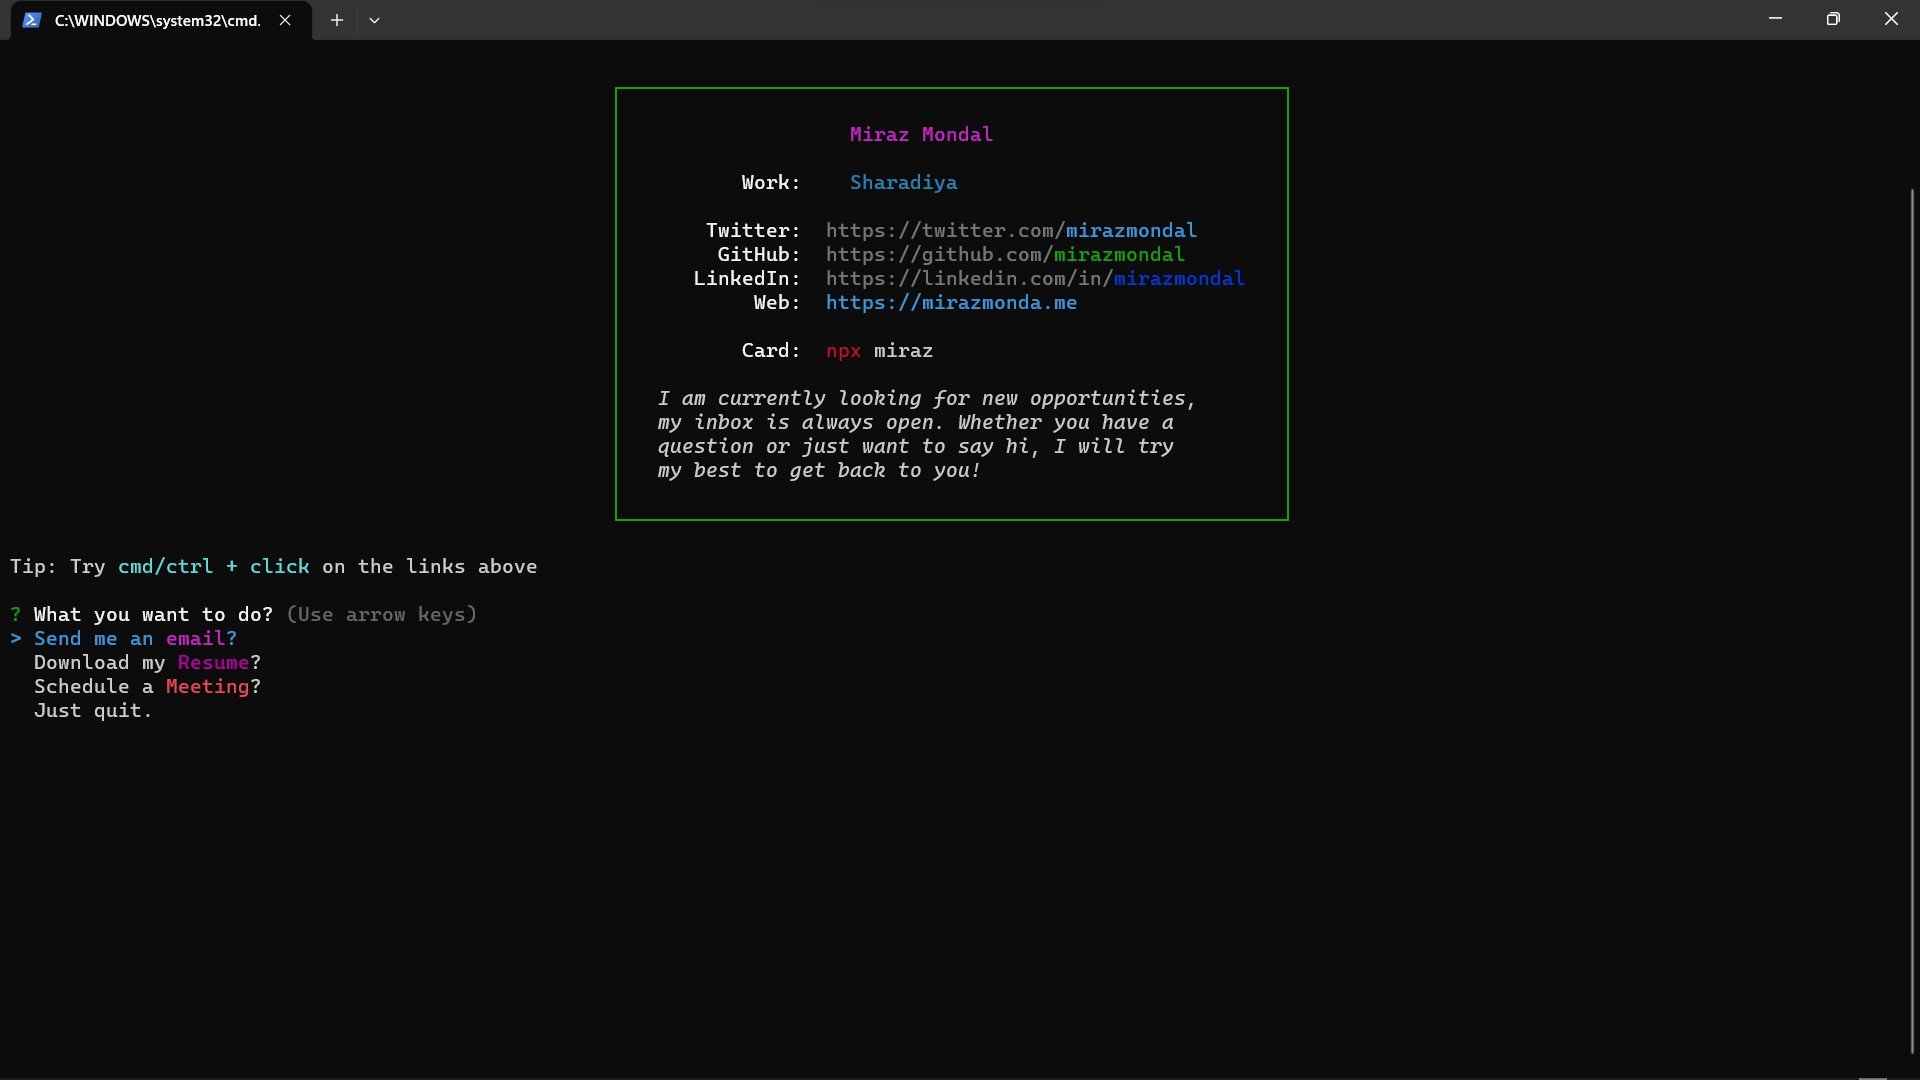 C:\WINDOWS\system32\cmd.
Miraz Mondal
Work: Sharadiya
Twitter: https://twitter.com/mirazmondal
GitHub: https://github.com/mirazmondal
LinkedIn: https://linkedin.com/in/mirazmondal
Web: https://mirazmonda.me
Card: npx miraz
I am currently looking for new opportunities,
my inbox is always open. Whether you have a
question or just want to say hi, I will try
my best to get back to you!
Tip: Try cmd/ctrl + click on the links above
? What you want to do? (Use arrow keys)
> Send me an email?
Download my Resume?
Schedule a Meeting?
Just quit.